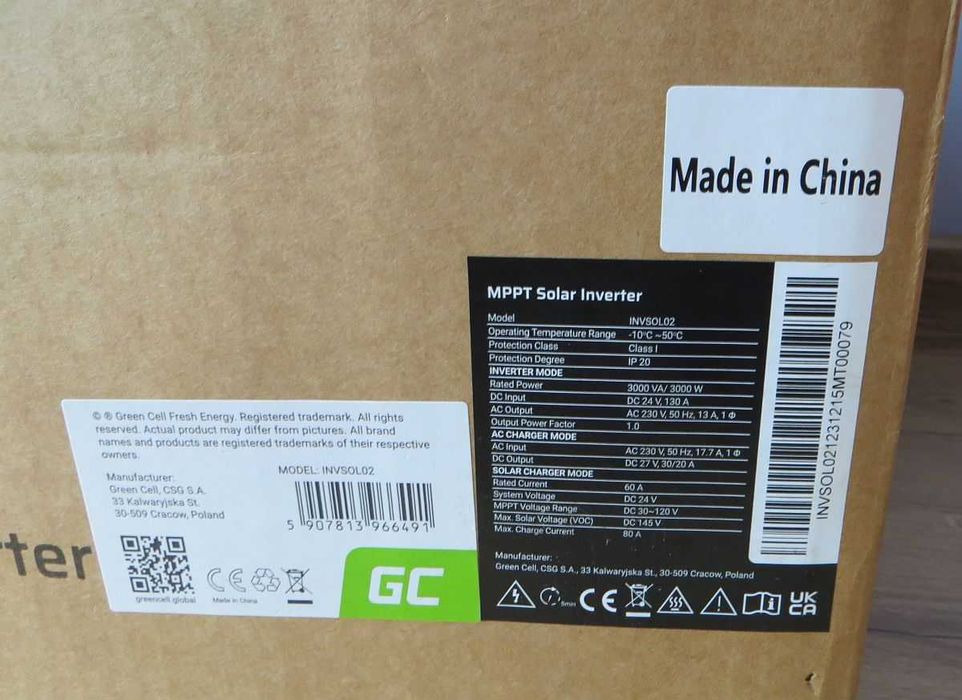 Made in China
MPPT Solar Inverter
Model INVSOL02
Operating Temperature Range -10°C ~50°C
Protection Class Class I
Protection Degree IP 20
INVERTER MODE
Rated Power 3000 VA/ 3000 W
DC Input DC 24 V, 130 A
AC Output AC 230 V, 50 Hz, 13 A, 1 Φ
Output Power Factor 1.0
AC CHARGER MODE
AC Input AC 230 V, 50 Hz, 17.7 A, 1 Φ
DC Output DC 27 V, 30/20 A
SOLAR CHARGER MODE
Rated Current 60 A
System Voltage DC 24 V
MPPT Voltage Range DC 30~120 V
Max. Solar Voltage (VOC) DC 145 V
Max. Charge Current 80 A
Manufacturer:
Green Cell, CSG S.A., 33 Kalwaryjska St., 30-509 Cracow, Poland
5min CE UK CA
INVSOL021231215MT00079
© ® Green Cell Fresh Energy. Registered trademark. All rights
reserved. Actual product may differ from pictures. All brand
names and products are registered trademarks of their respective
owners.
Manufacturer:
Green Cell, CSG S.A.
33 Kalwaryjska St.
30-509 Cracow, Poland
MODEL: INVSOL02
5 907813 966491
greencell.global
CE
Made in China
GC
rter